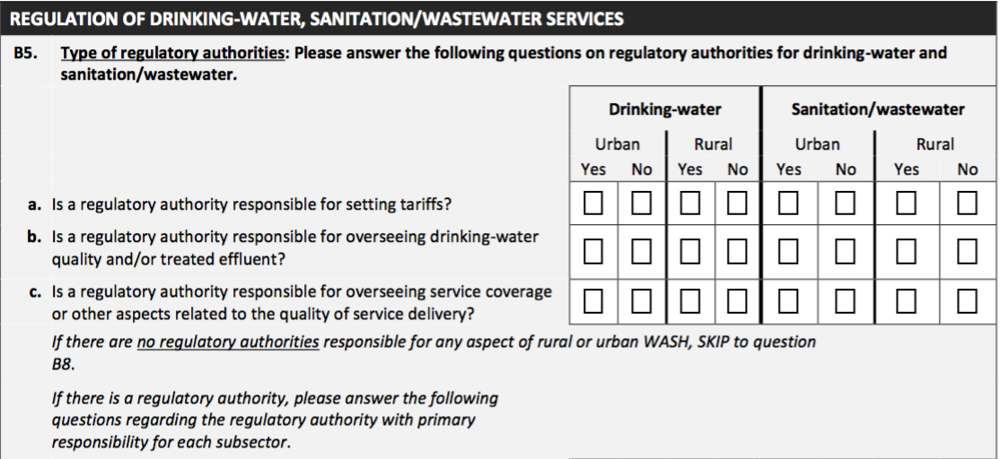 REGULATION OF DRINKING-WATER, SANITATION/WASTEWATER SERVICES
B5. Type of regulatory authorities: Please answer the following questions on regulatory authorities for drinking-water and
sanitation/wastewater.
Drinking-water Sanitation/wastewater
Urban Rural Urban Rural
Yes No Yes No Yes No Yes No
a. Is a regulatory authority responsible for setting tariffs?
b. Is a regulatory authority responsible for overseeing drinking-water
quality and/or treated effluent?
c. Is a regulatory authority responsible for overseeing service coverage
or other aspects related to the quality of service delivery?
If there are no regulatory authorities responsible for any aspect of rural or urban WASH, SKIP to question
B8.
If there is a regulatory authority, please answer the following
questions regarding the regulatory authority with primary
responsibility for each subsector.